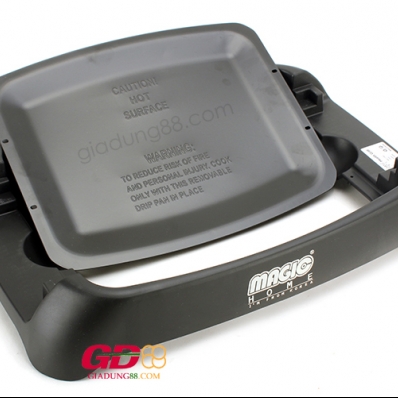 CAUTION!
HOT
SURFACE
giadung88.com
WARNING:
TO REDUCE RISK OF FIRE
AND PERSONAL INJURY, COOK
ONLY WITH THIS REMOVABLE
DRIP PAN IN PLACE
MAGIC®
HOME
GD88
GIADUNG88.COM